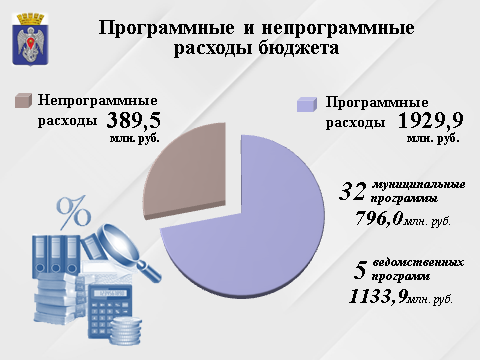 Программные и непрограммные
расходы бюджета
Непрограммные
расходы 389,5
млн. руб.
Программные
расходы 1929,9
млн. руб.
32 муниципальные
программы
796,0 млн. руб.
5 ведомственных
программ
1133,9 млн. руб.
%